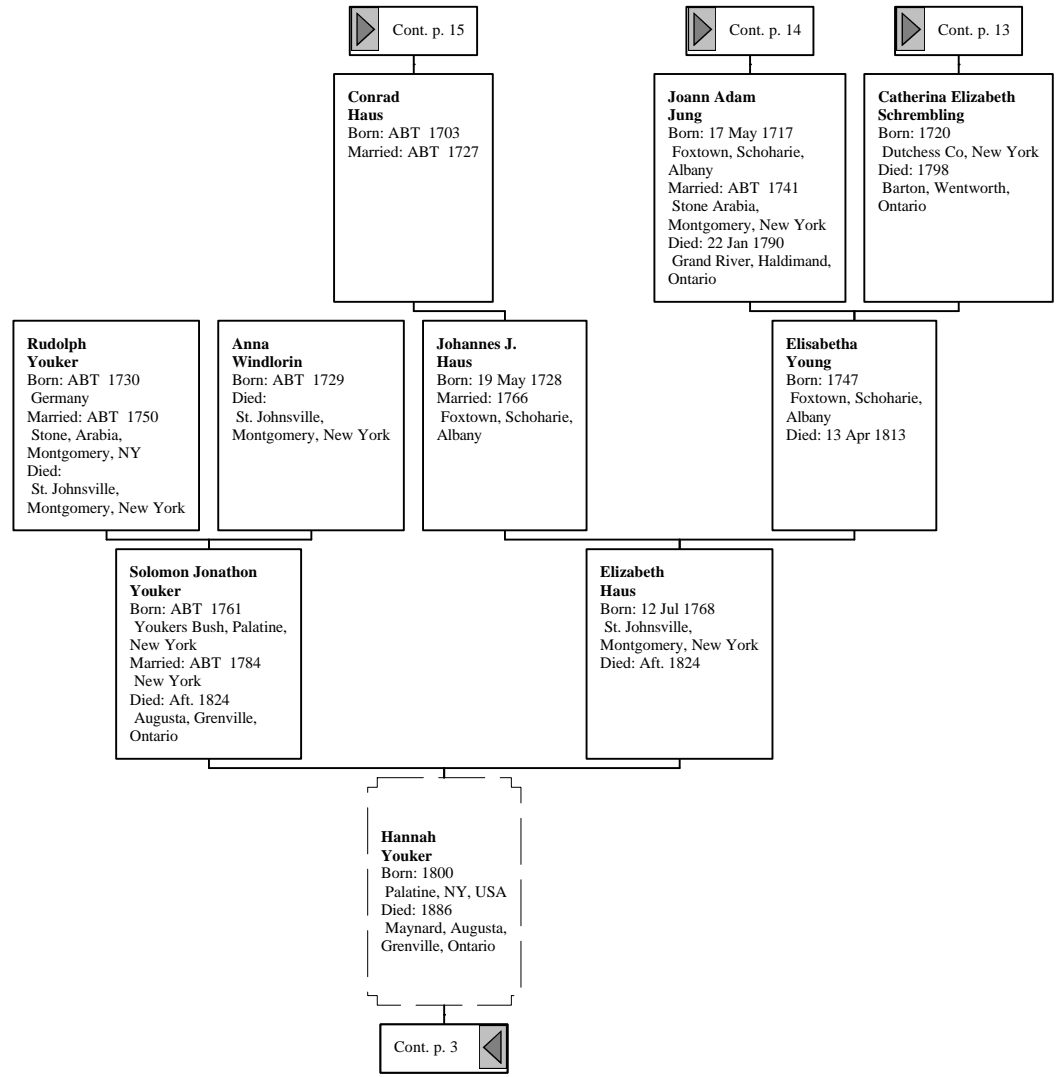 Cont. p. 15
Cont. p. 14
Cont. p. 13
Conrad
Haus
Born: ABT 1703
Married: ABT 1727
Joann Adam
Jung
Born: 17 May 1717
Foxtown, Schoharie,
Albany
Married: ABT 1741
Stone Arabia,
Montgomery, New York
Died: 22 Jan 1790
Grand River, Haldimand,
Ontario
Catherina Elizabeth
Schrembling
Born: 1720
Dutchess Co, New York
Died: 1798
Barton, Wentworth,
Ontario
Rudolph
Youker
Born: ABT 1730
Germany
Married: ABT 1750
Stone, Arabia,
Montgomery, NY
Died:
St. Johnsville,
Montgomery, New York
Anna
Windlorin
Born: ABT 1729
Died:
St. Johnsville,
Montgomery, New York
Johannes J.
Haus
Born: 19 May 1728
Married: 1766
Foxtown, Schoharie,
Albany
Elisabetha
Young
Born: 1747
Foxtown, Schoharie,
Albany
Died: 13 Apr 1813
Solomon Jonathon
Youker
Born: ABT 1761
Youkers Bush, Palatine,
New York
Married: ABT 1784
New York
Died: Aft. 1824
Augusta, Grenville,
Ontario
Elizabeth
Haus
Born: 12 Jul 1768
St. Johnsville,
Montgomery, New York
Died: Aft. 1824
Hannah
Youker
Born: 1800
Palatine, NY, USA
Died: 1886
Maynard, Augusta,
Grenville, Ontario
Cont. p. 3